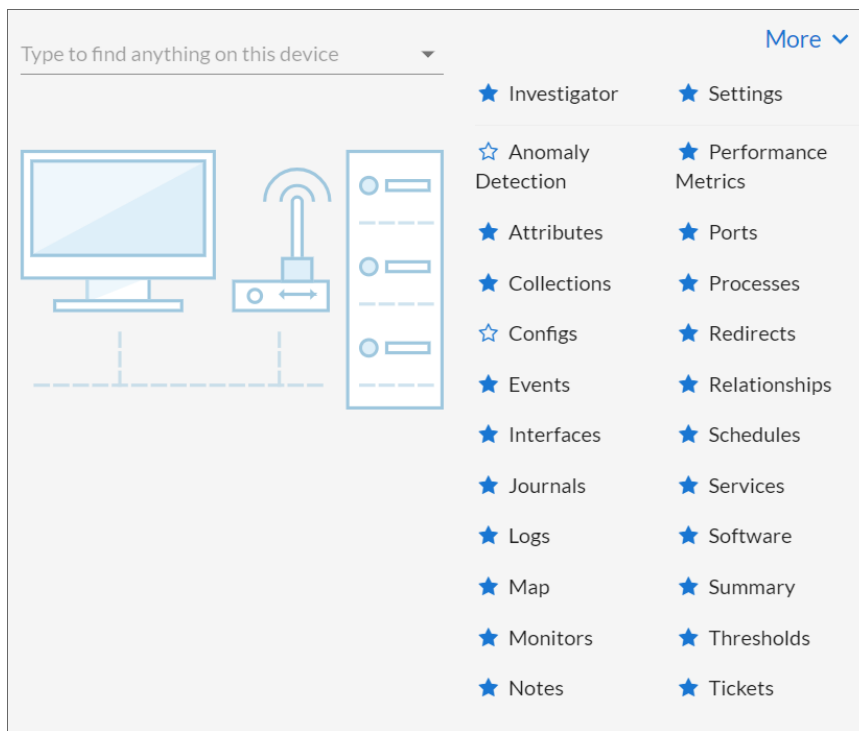 Type to find anything on this device
More
Investigator
Settings
Anomaly
Detection
Performance
Metrics
Attributes
Ports
Collections
Processes
Configs
Redirects
Events
Relationships
Interfaces
Schedules
Journals
Services
Logs
Software
Map
Summary
Monitors
Thresholds
Notes
Tickets